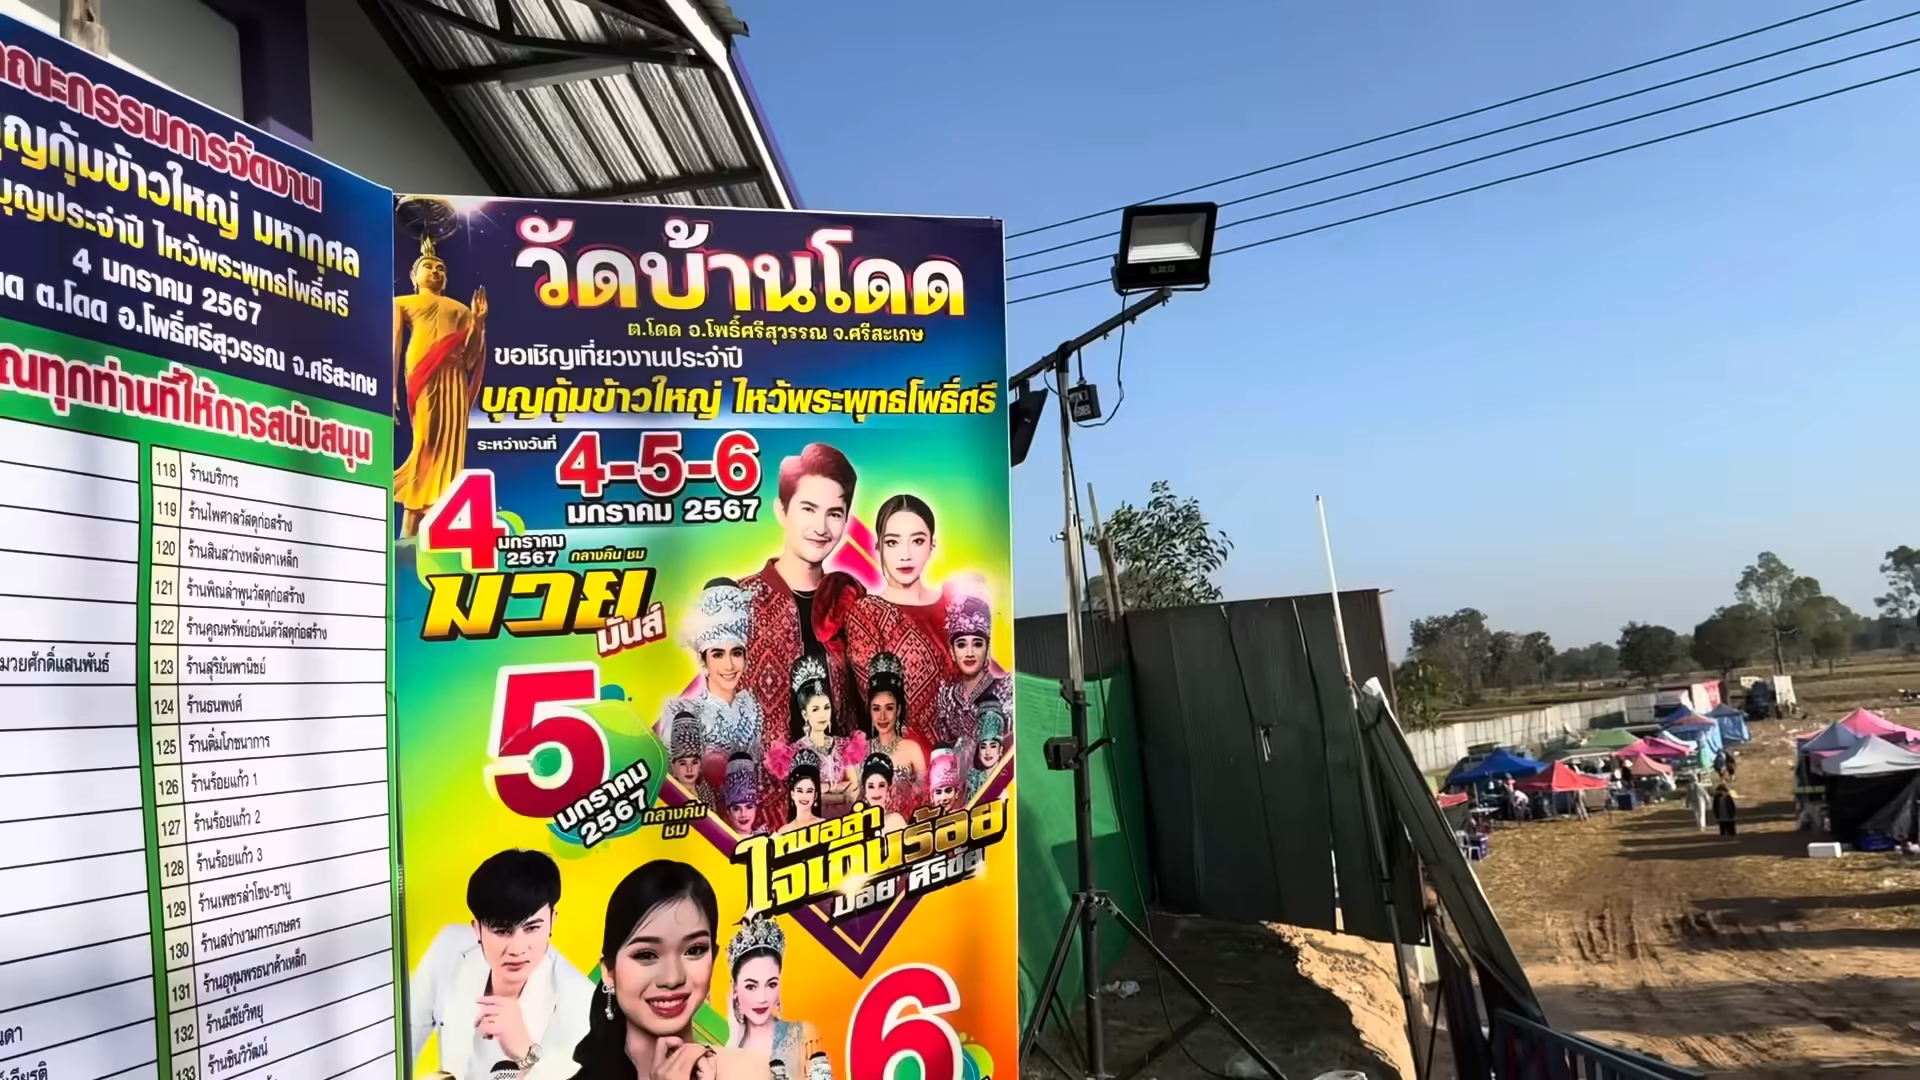 คณะกรรมการจัดงาน
บุญกุ้มข้าวใหญ่ มหากุศล
บุญประจำปี ไหว้พระพุทธโพธิ์ศรี
4 มกราคม 2567
ต.โดด อ.โพธิ์ศรีสุวรรณ จ.ศรีสะเกษ
ทุกท่านที่ให้การสนับสนุน
118 ร้านบริการ
119 ร้านไพศาลวัสดุก่อสร้าง
120 ร้านสินสว่างหลังคาเหล็ก
121 ร้านพิณลำพูนวัสดุก่อสร้าง
122 ร้านคูณทรัพย์อนันต์วัสดุก่อสร้าง
มวยศักดิ์แสนพันธ์
123 ร้านสุริยันพานิชย์
124 ร้านธนพงศ์
125 ร้านติ่มโภชนาการ
126 ร้านร้อยแก้ว 1
127 ร้านร้อยแก้ว 2
128 ร้านร้อยแก้ว 3
129 ร้านเพชรลำโขง-ชาบู
130 ร้านสง่างามการเกษตร
131 ร้านอุทุมพรธนาค้าเหล็ก
132 ร้านมีชัยวิทยุ
133 ร้านชินวิวัฒน์
วัดบ้านโดด
ต.โดด อ.โพธิ์ศรีสุวรรณ จ.ศรีสะเกษ
ขอเชิญเที่ยวงานประจำปี
บุญกุ้มข้าวใหญ่ ไหว้พระพุทธโพธิ์ศรี
ระหว่างวันที่ 4-5-6
มกราคม 2567
4 มกราคม 2567 กลางคืน ชม
มวย
มันส์
5 มกราคม 2567 กลางคืน ชม
หมอลำ
ใจเกินร้อย
บอย ศิริชัย
6